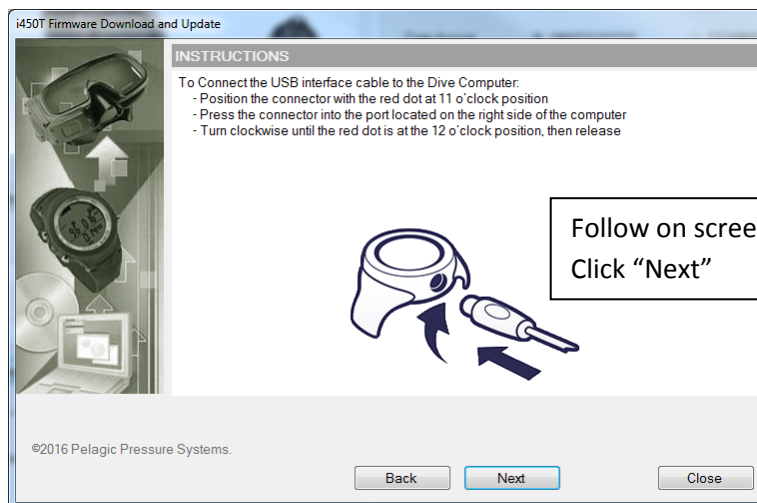 i450T Firmware Download and Update
INSTRUCTIONS
To Connect the USB interface cable to the Dive Computer:
- Position the connector with the red dot at 11 o'clock position
- Press the connector into the port located on the right side of the computer
- Turn clockwise until the red dot is at the 12 o'clock position, then release
Follow on scree
Click “Next”
©2016 Pelagic Pressure Systems.
Back Next Close